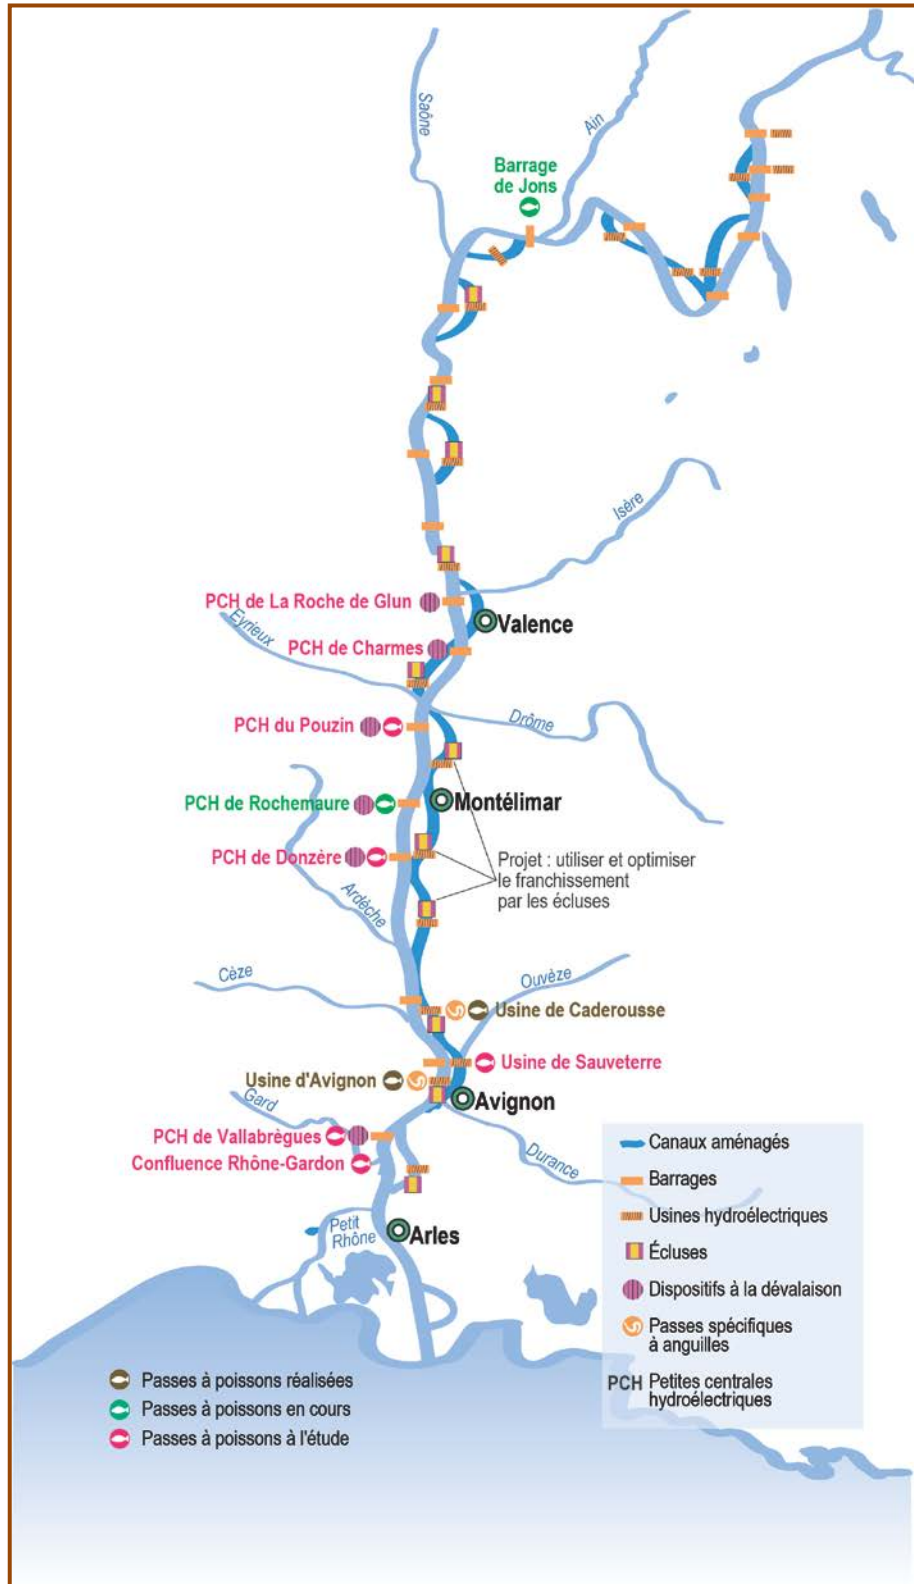 Saône
Ain
Barrage
de Jons
Isère
PCH de La Roche de Glun
Eyrieux
Valence
PCH de Charmes
Drôme
PCH du Pouzin
PCH de Rochemaure
Montélimar
PCH de Donzère
Projet : utiliser et optimiser
le franchissement
par les écluses
Ardèche
Cèze
Ouvèze
Usine de Caderousse
Usine de Sauveterre
Usine d'Avignon
Gard
Avignon
PCH de Vallabrègues
Confluence Rhône-Gardon
Durance
Petit
Rhône
Arles
Canaux aménagés
Barrages
Usines hydroélectriques
Écluses
Dispositifs à la dévalaison
Passes spécifiques
à anguilles
PCH Petites centrales
hydroélectriques
Passes à poissons réalisées
Passes à poissons en cours
Passes à poissons à l'étude